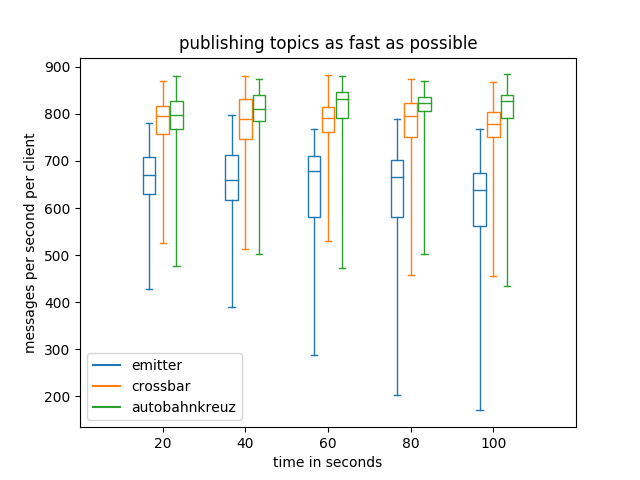 publishing topics as fast as possible
messages per second per client
900
800
700
600
500
400
300
200
emitter
crossbar
autobahnkreuz
20 40 60 80 100
time in seconds